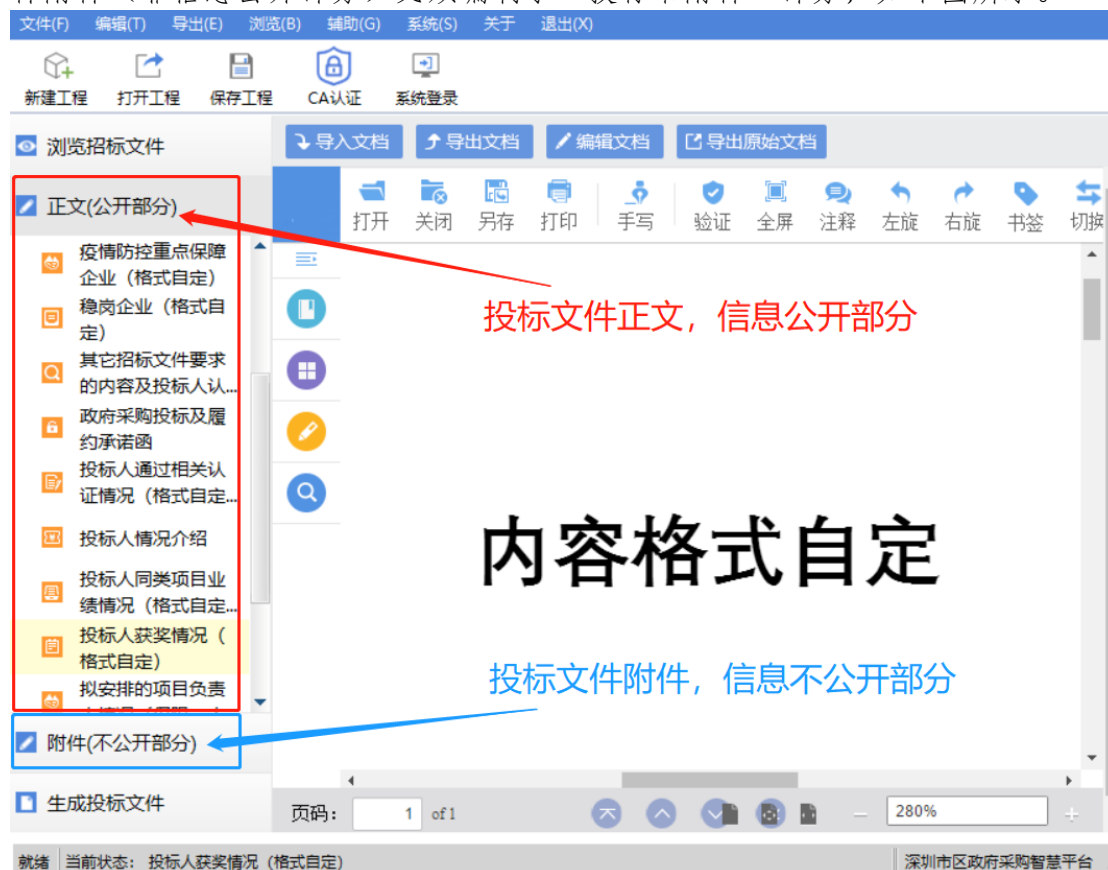 文件(F) 编辑(T) 导出(E) 浏览(B) 辅助(G) 系统(S) 关于 退出(X)
新建工程 打开工程 保存工程 CA认证 系统登录
浏览招标文件
导入文档 导出文档 编辑文档 导出原始文档
正文(公开部分)
打开 关闭 另存 打印 手写 验证 全屏 注释 左旋 右旋 书签 切换
疫情防控重点保障
企业（格式自定）
稳岗企业（格式自
定）
其它招标文件要求
的内容及投标人认...
政府采购投标及履
约承诺函
投标人通过相关认
证情况（格式自定...
投标人情况介绍
投标人同类项目业
绩情况（格式自定...
投标人获奖情况（
格式自定）
拟安排的项目负责
投标文件正文，信息公开部分
内容格式自定
投标文件附件，信息不公开部分
附件(不公开部分)
生成投标文件
页码： 1 of 1 280%
就绪 当前状态： 投标人获奖情况（格式自定） 深圳市区政府采购智慧平台